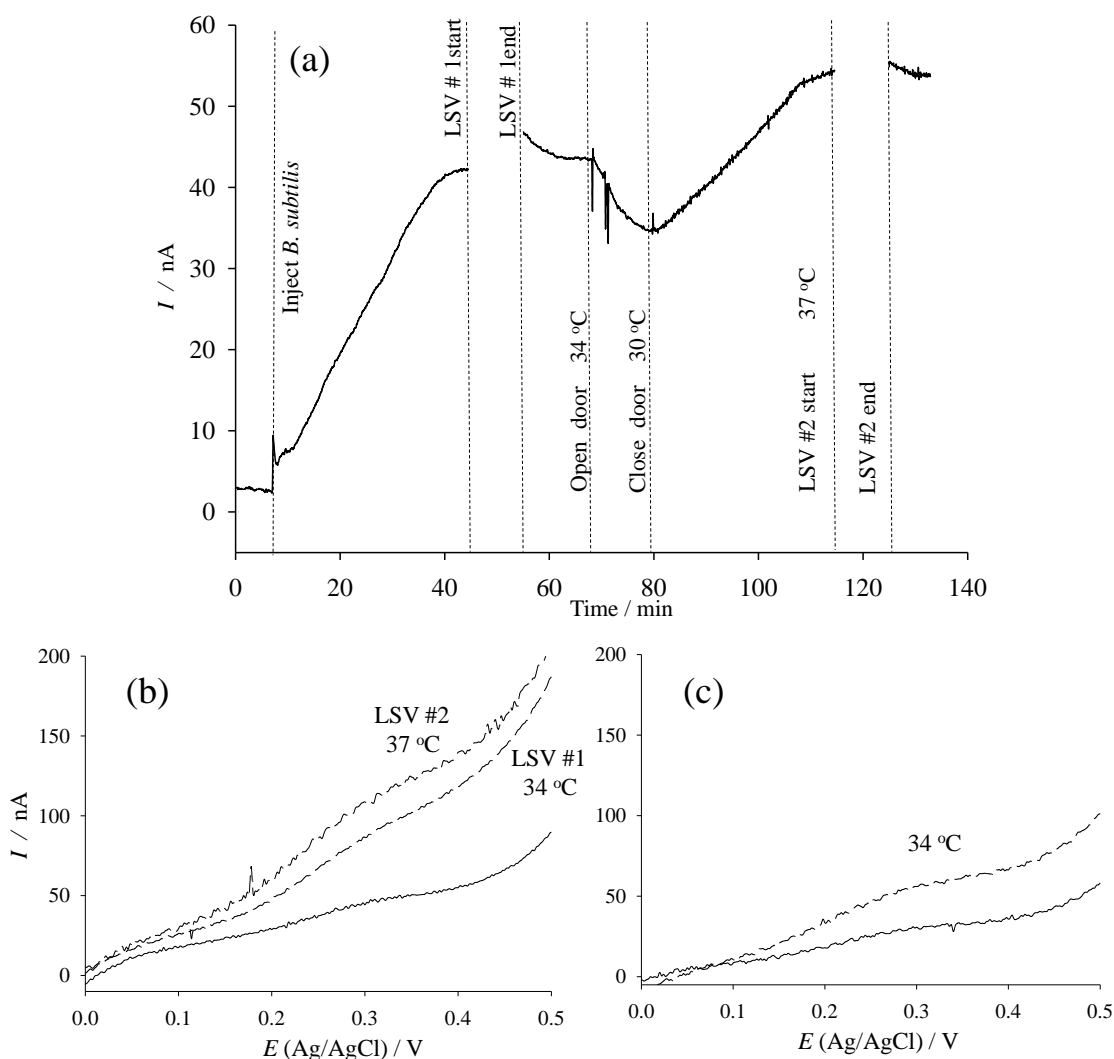 (a)
60
50
40
30
20
10
0
I / nA
Inject B. subtilis
LSV # 1start
LSV # 1end
Open door 34 °C
Close door 30 °C
LSV #2 start 37 °C
LSV #2 end
0 20 40 60 80 100 120 140
Time / min
(b)
200
150
100
50
0
I / nA
LSV #2
37 °C
LSV #1
34 °C
0.0 0.1 0.2 0.3 0.4 0.5
E (Ag/AgCl) / V
(c)
200
150
100
50
0
34 °C
0.0 0.1 0.2 0.3 0.4 0.5
E (Ag/AgCl) / V